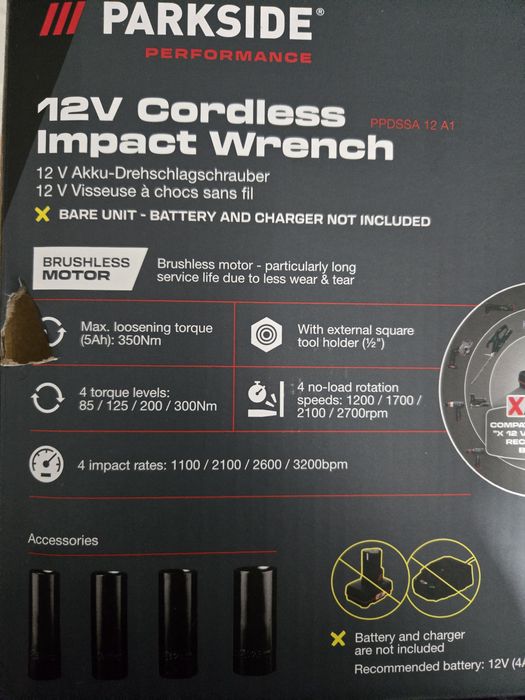 PARKSIDE®
PERFORMANCE
12V Cordless
Impact Wrench
PPDSSA 12 A1
12 V Akku-Drehschlagschrauber
12 V Visseuse à chocs sans fil
X BARE UNIT - BATTERY AND CHARGER NOT INCLUDED
BRUSHLESS
MOTOR
Brushless motor - particularly long
service life due to less wear & tear
Max. loosening torque
(5Ah): 350Nm
With external square
tool holder (½")
4 torque levels:
85 / 125 / 200 / 300Nm
4 no-load rotation
speeds: 1200 / 1700 /
2100 / 2700rpm
4 impact rates: 1100 / 2100 / 2600 / 3200bpm
X
COMPA
"X 12 V
REC
B
Accessories
X Battery and charger
are not included
Recommended battery: 12V (4A